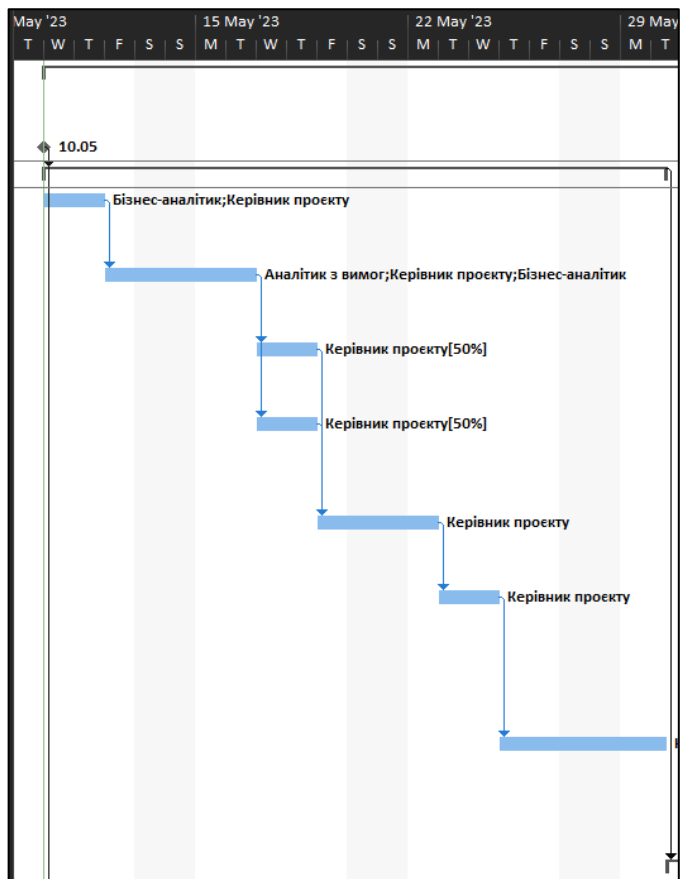 May '23 15 May '23 22 May '23 29 May
T W T F S S M T W T F S S M T W T F S S M T
10.05
Бізнес-аналітик;Керівник проєкту
Аналітик з вимог;Керівник проєкту;Бізнес-аналітик
Керівник проєкту[50%]
Керівник проєкту[50%]
Керівник проєкту
Керівник проєкту